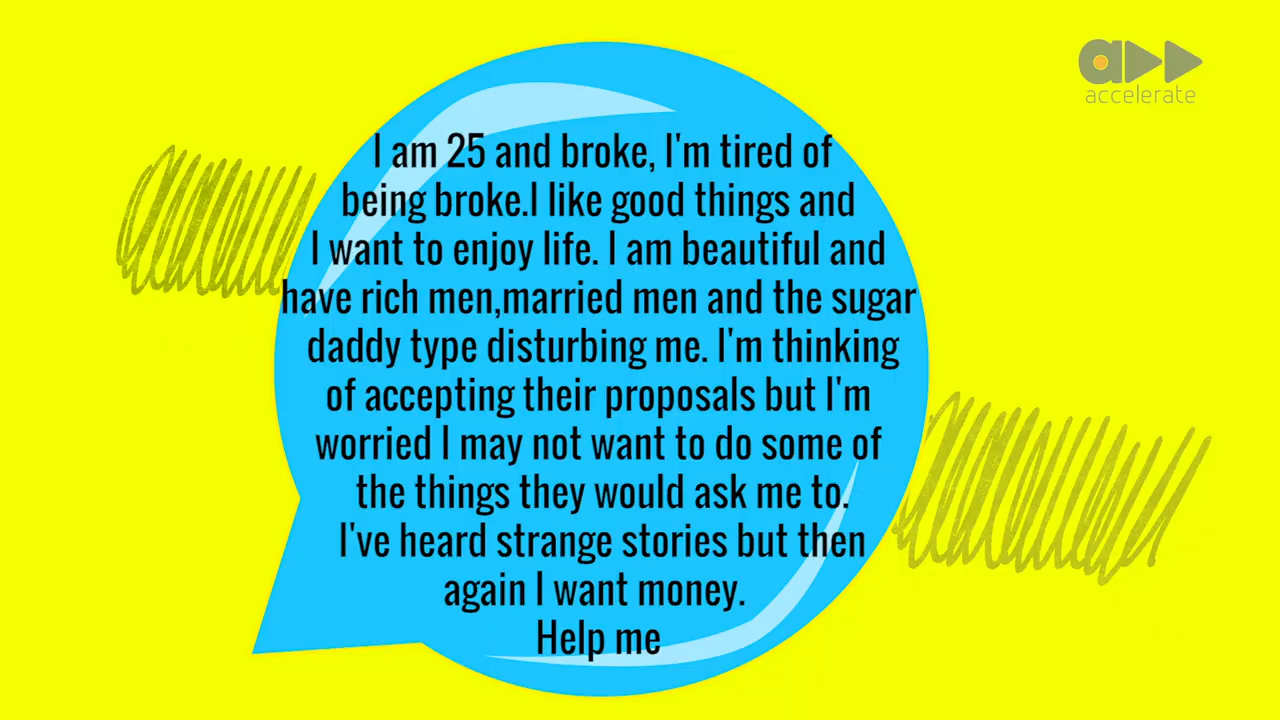 accelerate
I am 25 and broke, I'm tired of
being broke.I like good things and
I want to enjoy life. I am beautiful and
have rich men,married men and the sugar
daddy type disturbing me. I'm thinking
of accepting their proposals but I'm
worried I may not want to do some of
the things they would ask me to.
I've heard strange stories but then
again I want money.
Help me